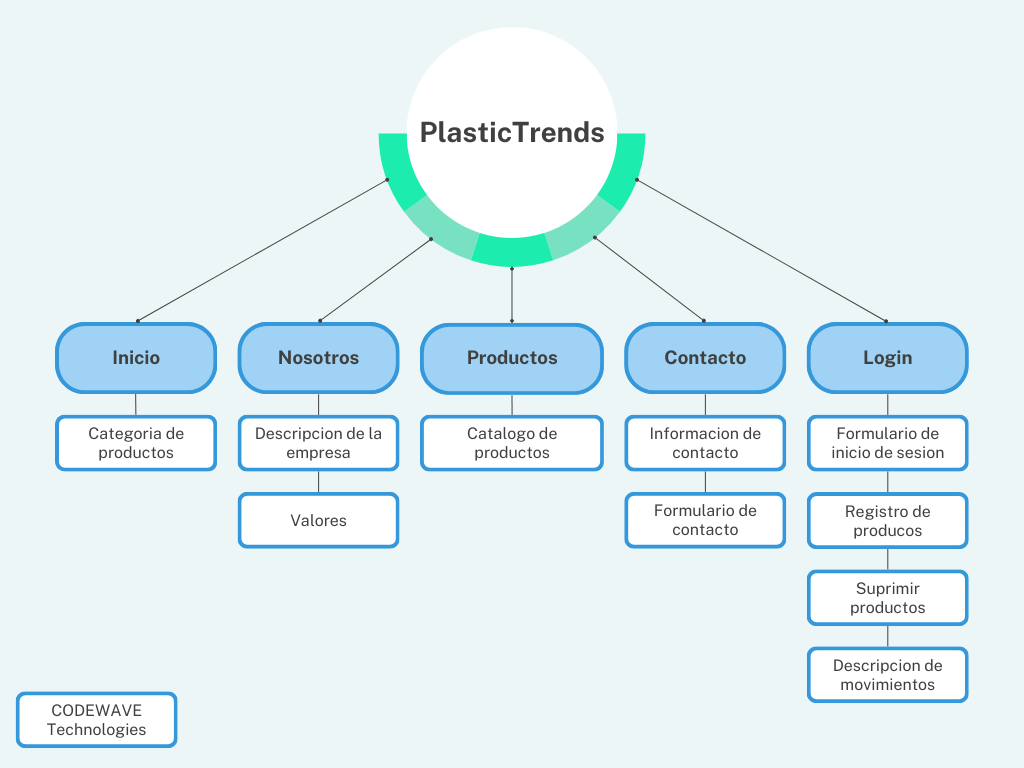 PlasticTrends
Inicio
Nosotros
Productos
Contacto
Login
Categoria de
productos
Descripcion de la
empresa
Valores
Catalogo de
productos
Informacion de
contacto
Formulario de
contacto
Formulario de
inicio de sesion
Registro de
producos
Suprimir
productos
Descripcion de
movimientos
CODEWAVE
Technologies